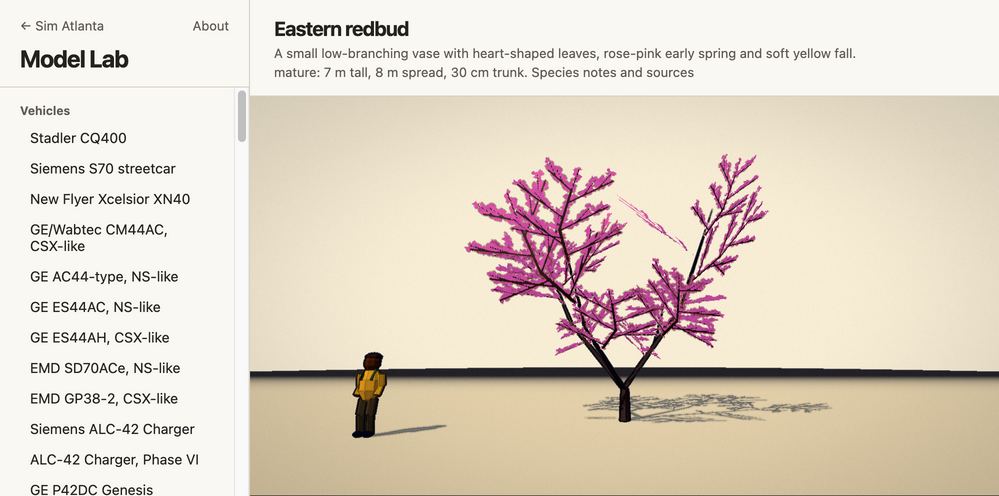 ← Sim Atlanta
About
Model Lab
Vehicles
Stadler CQ400
Siemens S70 streetcar
New Flyer Xcelsior XN40
GE/Wabtec CM44AC,
CSX-like
GE AC44-type, NS-like
GE ES44AC, NS-like
GE ES44AH, CSX-like
EMD SD70ACe, NS-like
EMD GP38-2, CSX-like
Siemens ALC-42 Charger
ALC-42 Charger, Phase VI
GE P42DC Genesis
Eastern redbud
A small low-branching vase with heart-shaped leaves, rose-pink early spring and soft yellow fall.
mature: 7 m tall, 8 m spread, 30 cm trunk. Species notes and sources